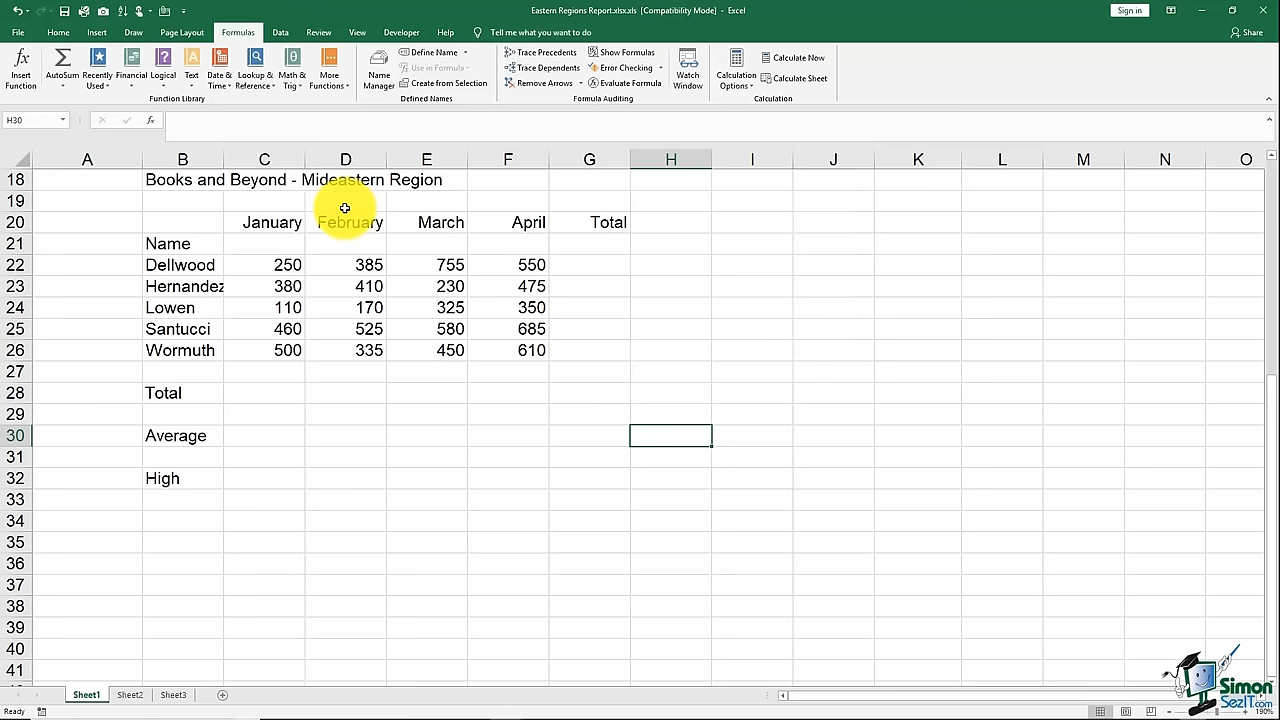 Eastern Regions Report.xlsx.xls [Compatibility Mode] - Excel
Sign in
File Home Insert Draw Page Layout Formulas Data Review View Developer Help Tell me what you want to do Share
Insert Function
AutoSum
Recently Used
Financial
Logical
Text
Date & Time
Lookup & Reference
Math & Trig
More Functions
Function Library
Name Manager
Define Name
Use in Formula
Create from Selection
Defined Names
Trace Precedents
Trace Dependents
Remove Arrows
Show Formulas
Error Checking
Evaluate Formula
Formula Auditing
Watch Window
Calculation Options
Calculate Now
Calculate Sheet
Calculation
H30 fx
A B C D E F G H I J K L M N O
18 Books and Beyond - Mideastern Region
19
20 January February March April Total
21 Name
22 Dellwood 250 385 755 550
23 Hernandez 380 410 230 475
24 Lowen 110 170 325 350
25 Santucci 460 525 580 685
26 Wormuth 500 335 450 610
27
28 Total
29
30 Average
31
32 High
33
34
35
36
37
38
39
40
41
Sheet1 Sheet2 Sheet3
Ready
190%
Simon
SezIT.com